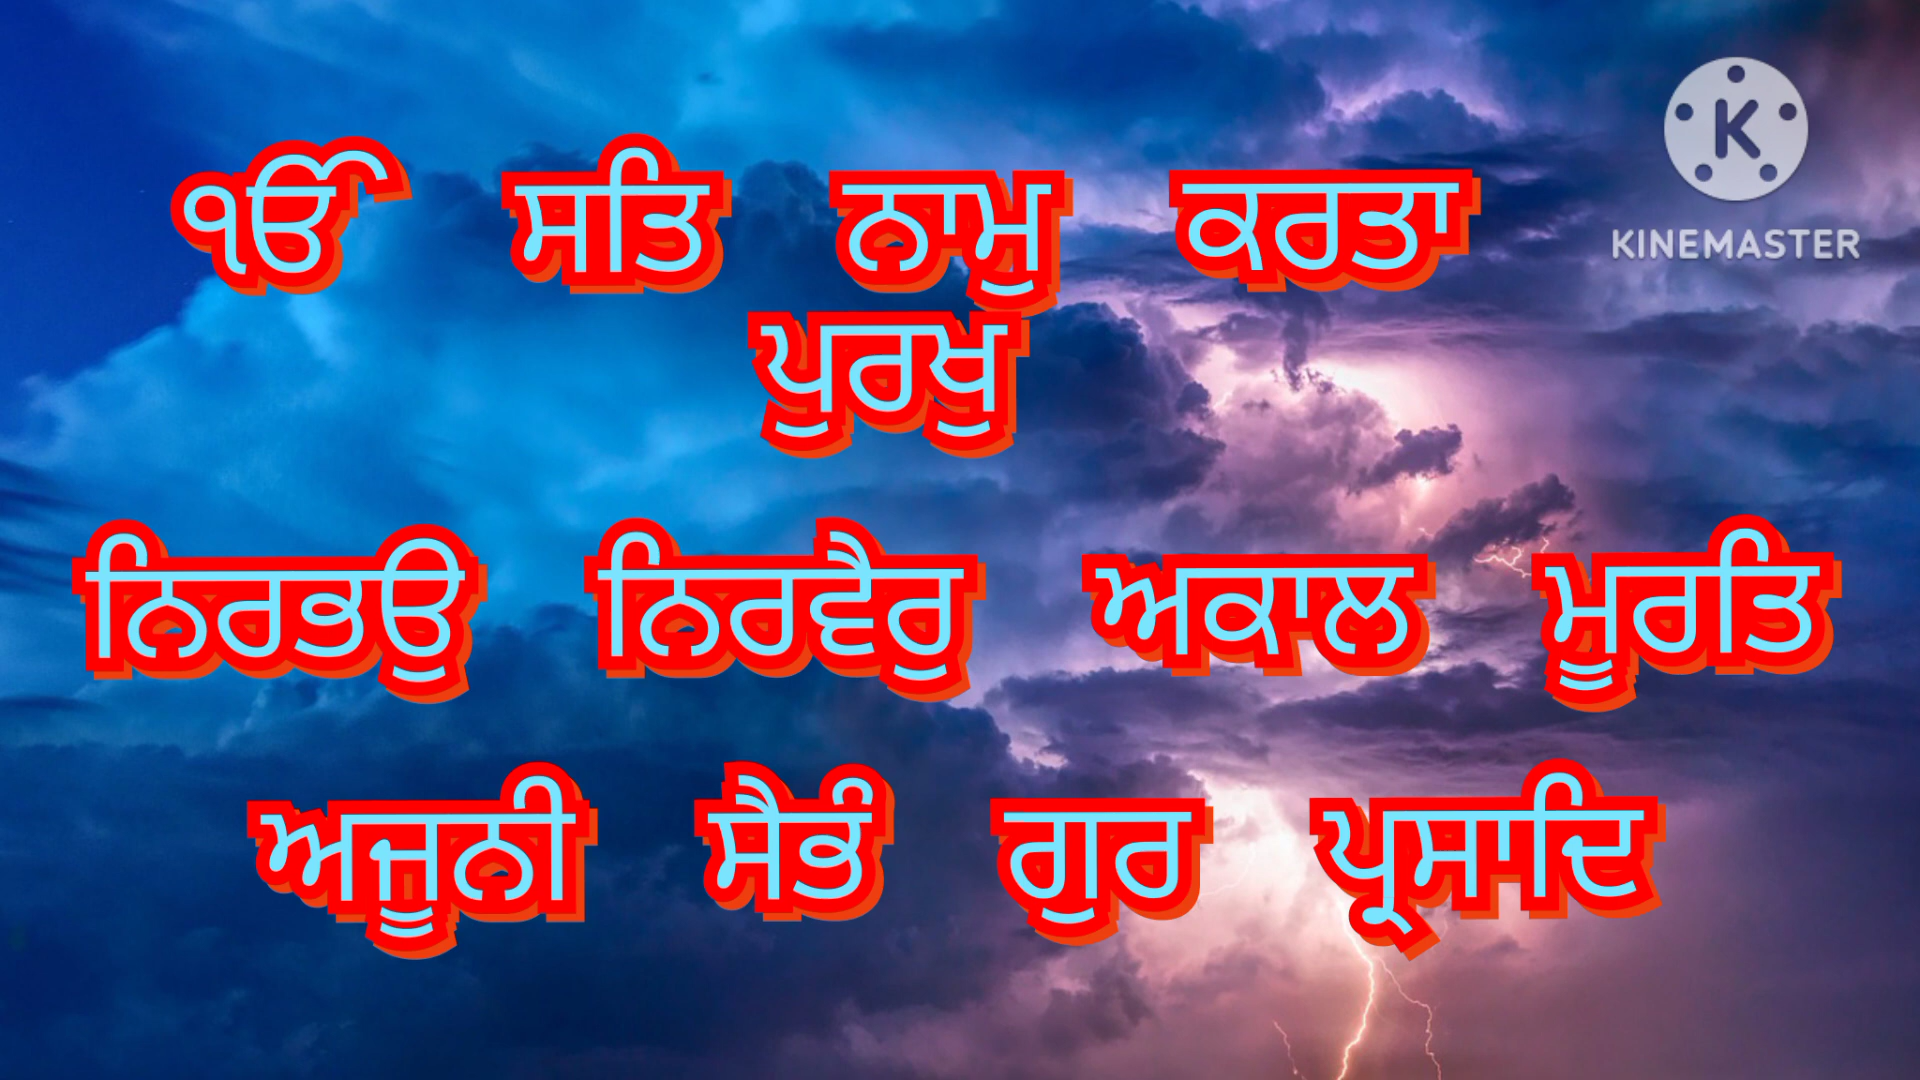 ੴ ਸਤਿ ਨਾਮੁ ਕਰਤਾ
ਪੁਰਖੁ
ਨਿਰਭਉ ਨਿਰਵੈਰੁ ਅਕਾਲ ਮੂਰਤਿ
ਅਜੂਨੀ ਸੈਭੰ ਗੁਰ ਪ੍ਰਸਾਦਿ
K
KINEMASTER